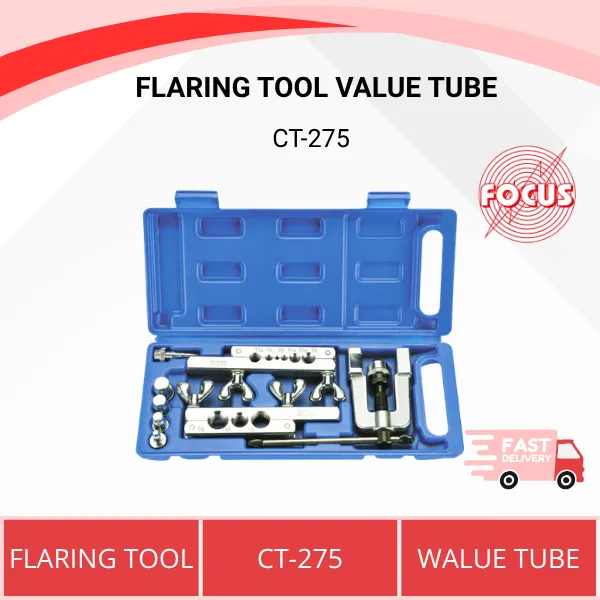 FLARING TOOL VALUE TUBE
CT-275
FOCUS
FAST
DELIVERY
FLARING TOOL
CT-275
WALUE TUBE